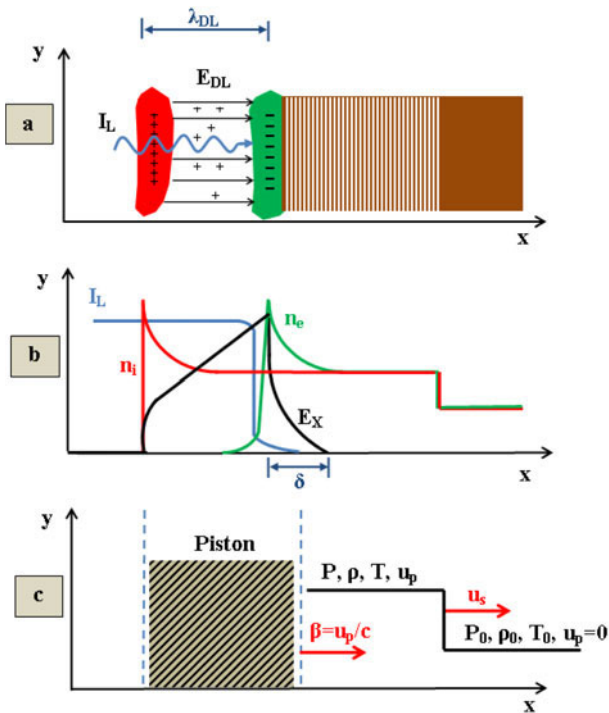 λDL
y
EDL
a
IL
+ +
+
+ +
+
x
y
IL
ne
b
ni
EX
x
δ
y
Piston
P, ρ, T, up
us
c
β=up/c
P0, ρ0, T0, up=0
x